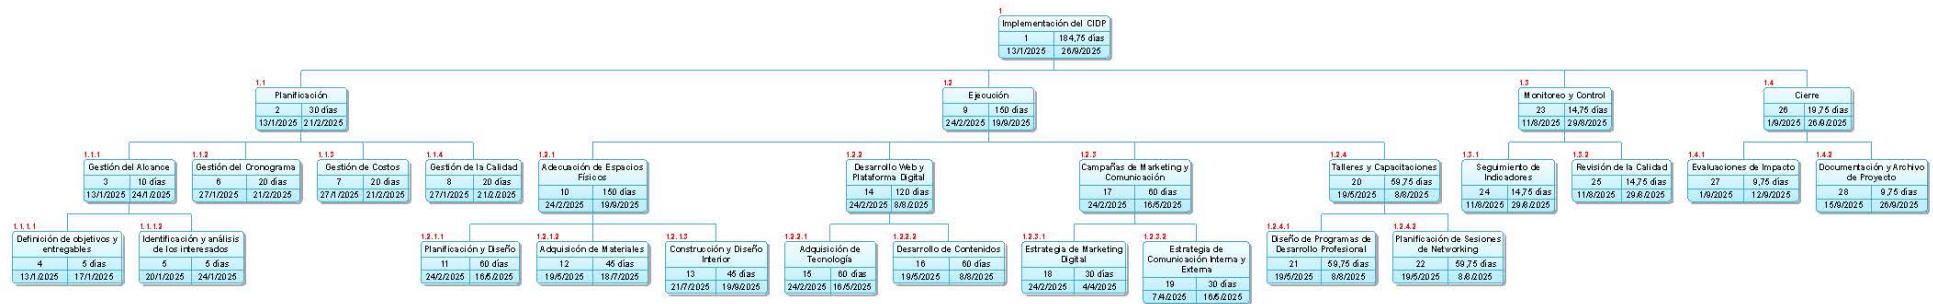 1
Implementación del CIDP
1 184,75 días
13/1/2025 26/9/2025
1.1
Planificación
2 30 días
13/1/2025 21/2/2025
1.2
Ejecución
9 150 días
24/2/2025 19/9/2025
1.3
Monitoreo y Control
23 14,75 días
11/8/2025 29/8/2025
1.4
Cierre
26 19,75 días
1/9/2025 26/9/2025
1.1.1
Gestión del Alcance
3 10 días
13/1/2025 24/1/2025
1.1.2
Gestión del Cronograma
6 20 días
27/1/2025 21/2/2025
1.1.3
Gestión de Costos
7 20 días
27/1/2025 21/2/2025
1.1.4
Gestión de la Calidad
8 20 días
27/1/2025 21/2/2025
1.2.1
Adecuación de Espacios
Físicos
10 150 días
24/2/2025 19/9/2025
1.2.2
Desarrollo Web y
Plataforma Digital
14 120 días
24/2/2025 8/8/2025
1.2.3
Campañas de Marketing y
Comunicación
17 60 días
24/2/2025 16/5/2025
1.2.4
Talleres y Capacitaciones
20 59,75 días
19/5/2025 8/8/2025
1.3.1
Seguimiento de
Indicadores
24 14,75 días
11/8/2025 29/8/2025
1.3.2
Revisión de la Calidad
25 14,75 días
11/8/2025 29/8/2025
1.4.1
Evaluaciones de Impacto
27 9,75 días
1/9/2025 12/9/2025
1.4.2
Documentación y Archivo
de Proyecto
28 9,75 días
15/9/2025 26/9/2025
1.1.1.1
Definición de objetivos y
entregables
4 5 días
13/1/2025 17/1/2025
1.1.1.2
Identificación y análisis
de los interesados
5 5 días
20/1/2025 24/1/2025
1.2.1.1
Planificación y Diseño
11 60 días
24/2/2025 16/5/2025
1.2.1.2
Adquisicón de Materiales
12 45 días
19/5/2025 18/7/2025
1.2.1.3
Construcción y Diseño
Interior
13 45 días
21/7/2025 19/9/2025
1.2.2.1
Adquisición de
Tecnología
15 60 días
24/2/2025 16/5/2025
1.2.2.2
Desarrollo de Contenidos
16 60 días
19/5/2025 8/8/2025
1.2.3.1
Estrategia de Marketing
Digital
18 30 días
24/2/2025 4/4/2025
1.2.3.2
Estrategia de
Comunicación Interna y
Externa
19 30 días
7/4/2025 16/5/2025
1.2.4.1
Diseño de Programas de
Desarrollo Profesional
21 59,75 días
19/5/2025 8/8/2025
1.2.4.2
Planificación de Sesiones
de Networking
22 59,75 días
19/5/2025 8/8/2025